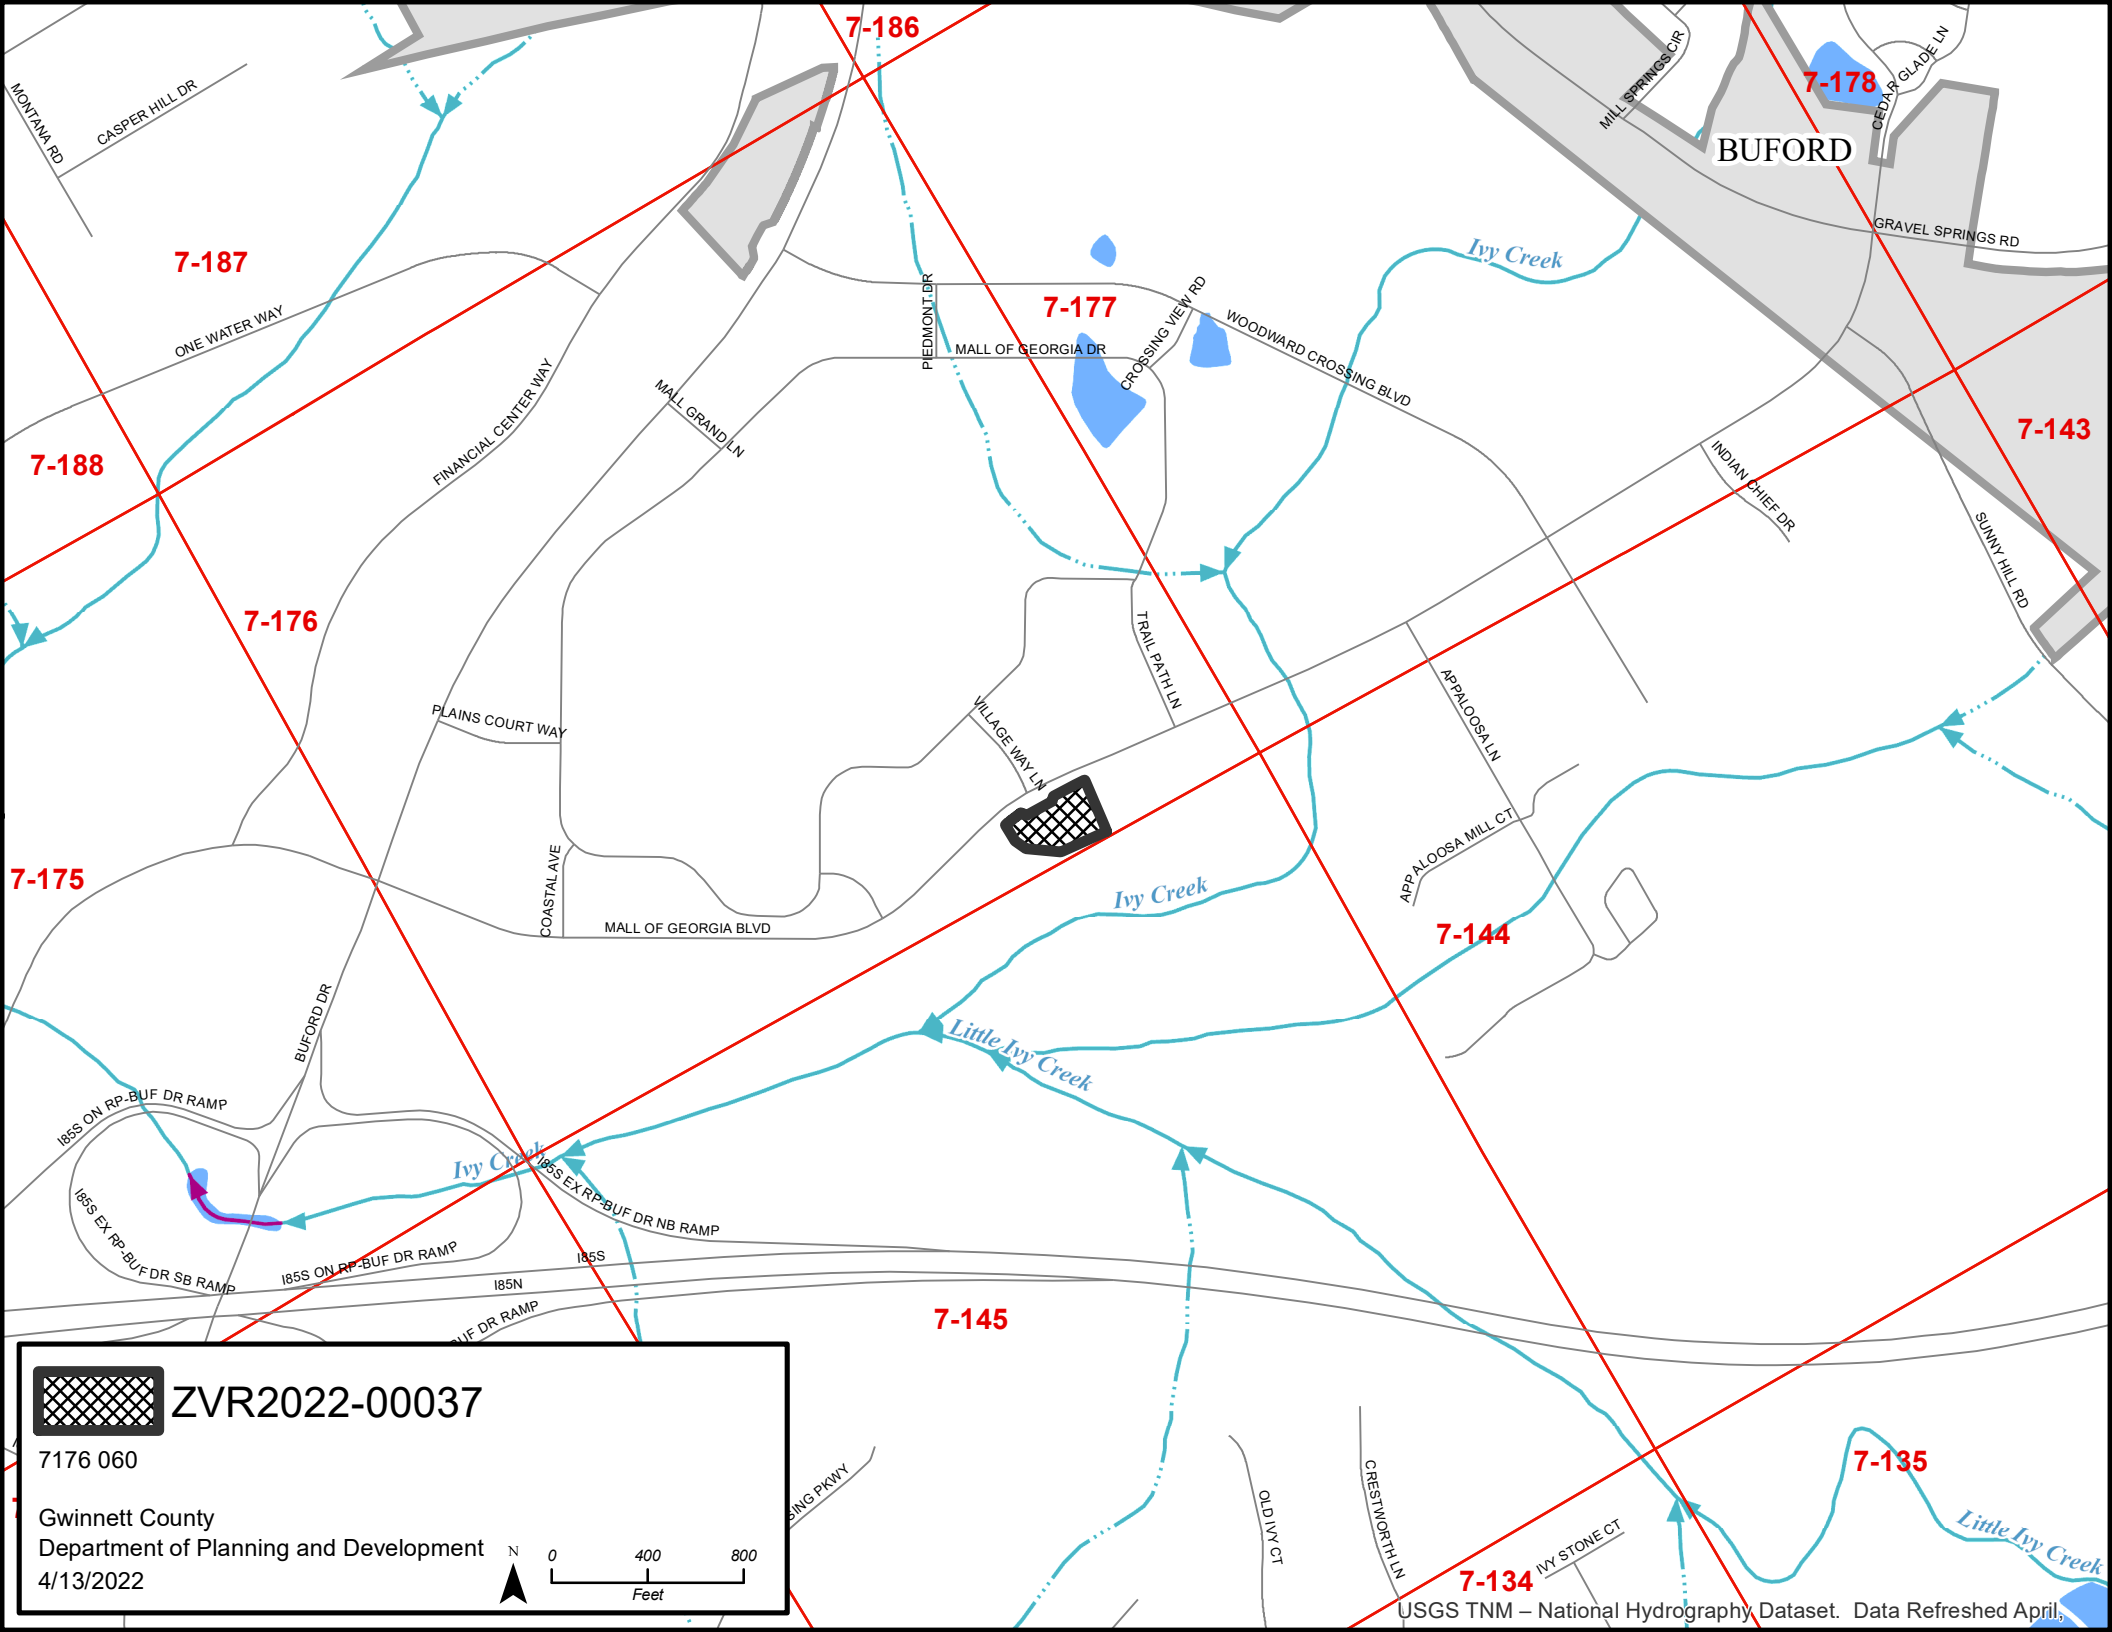 7-186
MONTANA RD
CASPER HILL DR
MILL SPRINGS CIR
7-178
CEDAR GLADE LN
BUFORD
GRAVEL SPRINGS RD
Ivy Creek
7-187
ONE WATER WAY
PIEDMONT DR
7-177
CROSSING VIEW RD
WOODWARD CROSSING BLVD
MALL OF GEORGIA DR
FINANCIAL CENTER WAY
MALL GRAND LN
7-188
7-143
INDIAN CHIEF DR
SUNNY HILL RD
7-176
TRAIL PATH LN
APPALOOSA LN
PLAINS COURT WAY
VILLAGE WAY LN
APPALOOSA MILL CT
7-175
COASTAL AVE
MALL OF GEORGIA BLVD
Ivy Creek
7-144
BUFORD DR
Little Ivy Creek
I85S ON RP-BUF DR RAMP
Ivy Creek
I85S EX RP-BUF DR NB RAMP
I85S EX RP-BUF DR SB RAMP
I85S ON RP-BUF DR RAMP
I85S
I85N
BUF DR RAMP
7-145
ZVR2022-00037
7176 060
Gwinnett County
Department of Planning and Development
4/13/2022
N
0 400 800
Feet
SING PKWY
OLD IVY CT
CRESTWORTH LN
7-135
Little Ivy Creek
IVY STONE CT
7-134
USGS TNM – National Hydrography Dataset. Data Refreshed April,